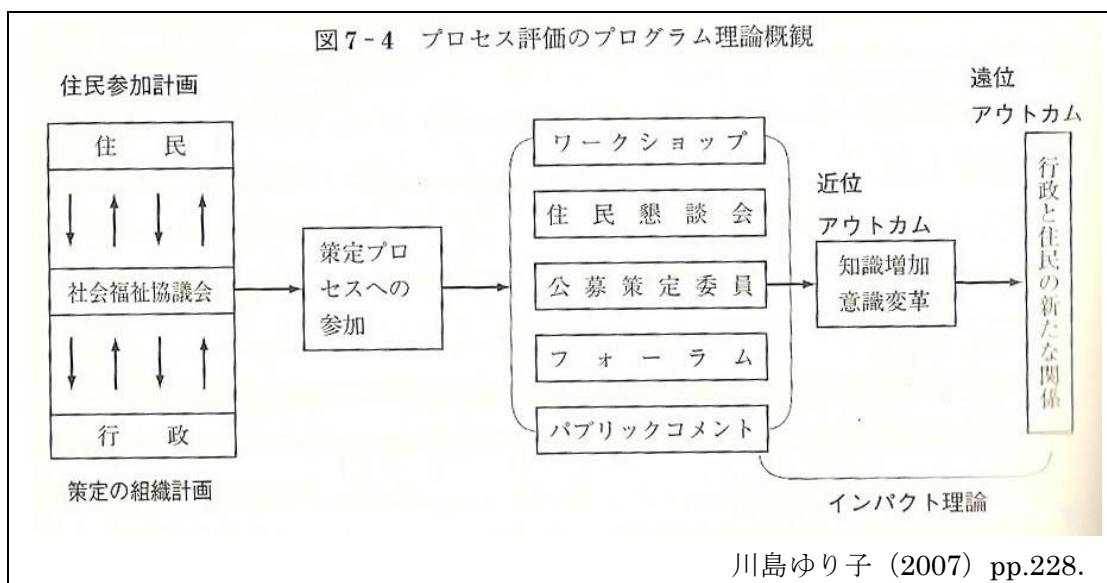 図7-4 プロセス評価のプログラム理論概観
住民参加計画
住民
社会福祉協議会
行政
策定の組織計画
策定プロ
セスへの
参加
ワークショップ
住民懇談会
公募策定委員
フォーラム
パブリックコメント
近位
アウトカム
知識増加
意識変革
遠位
アウトカム
行政と住民の新たな関係
インパクト理論
川島ゆり子（2007）pp.228.